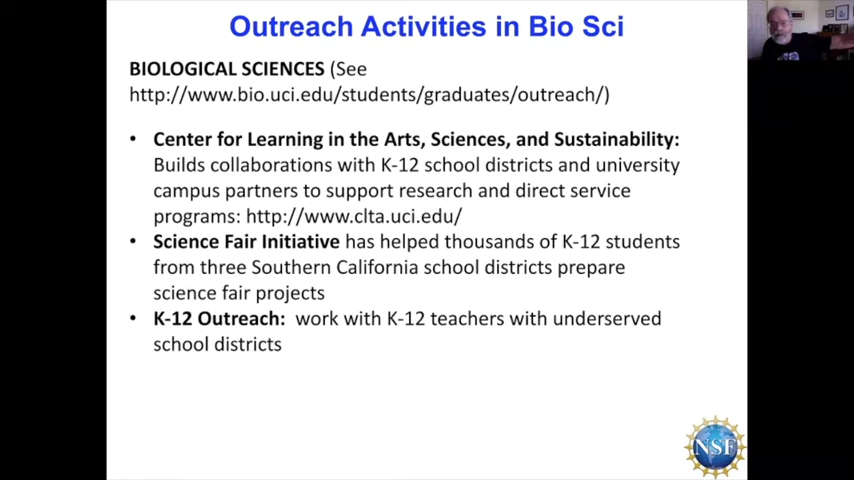 Outreach Activities in Bio Sci
BIOLOGICAL SCIENCES (See
http://www.bio.uci.edu/students/graduates/outreach/)
• Center for Learning in the Arts, Sciences, and Sustainability:
Builds collaborations with K-12 school districts and university
campus partners to support research and direct service
programs: http://www.clta.uci.edu/
• Science Fair Initiative has helped thousands of K-12 students
from three Southern California school districts prepare
science fair projects
• K-12 Outreach: work with K-12 teachers with underserved
school districts
NSF